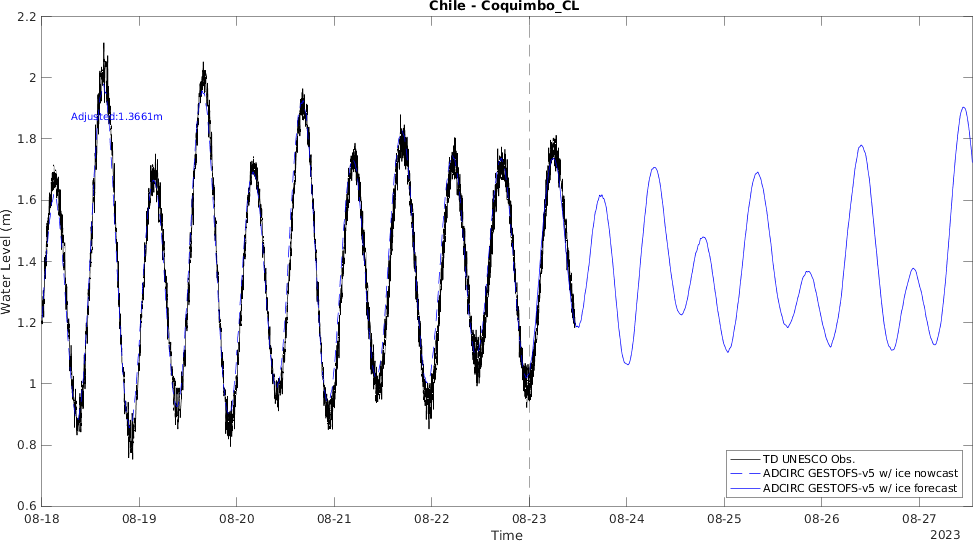 Chile - Coquimbo_CL
2.2
2
1.8
1.6
1.4
1.2
1
0.8
0.6
Water Level (m)
Adjusted:1.3661m
TD UNESCO Obs.
ADCIRC GESTOFS-v5 w/ ice nowcast
ADCIRC GESTOFS-v5 w/ ice forecast
08-18 08-19 08-20 08-21 08-22 08-23 08-24 08-25 08-26 08-27
Time
2023